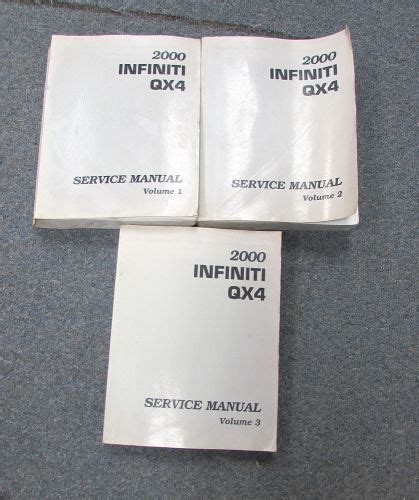 2000
INFINITI
QX4
SERVICE MANUAL
Volume 1
2000
INFINITI
QX4
SERVICE MANUAL
Volume 2
2000
INFINITI
QX4
SERVICE MANUAL
Volume 3